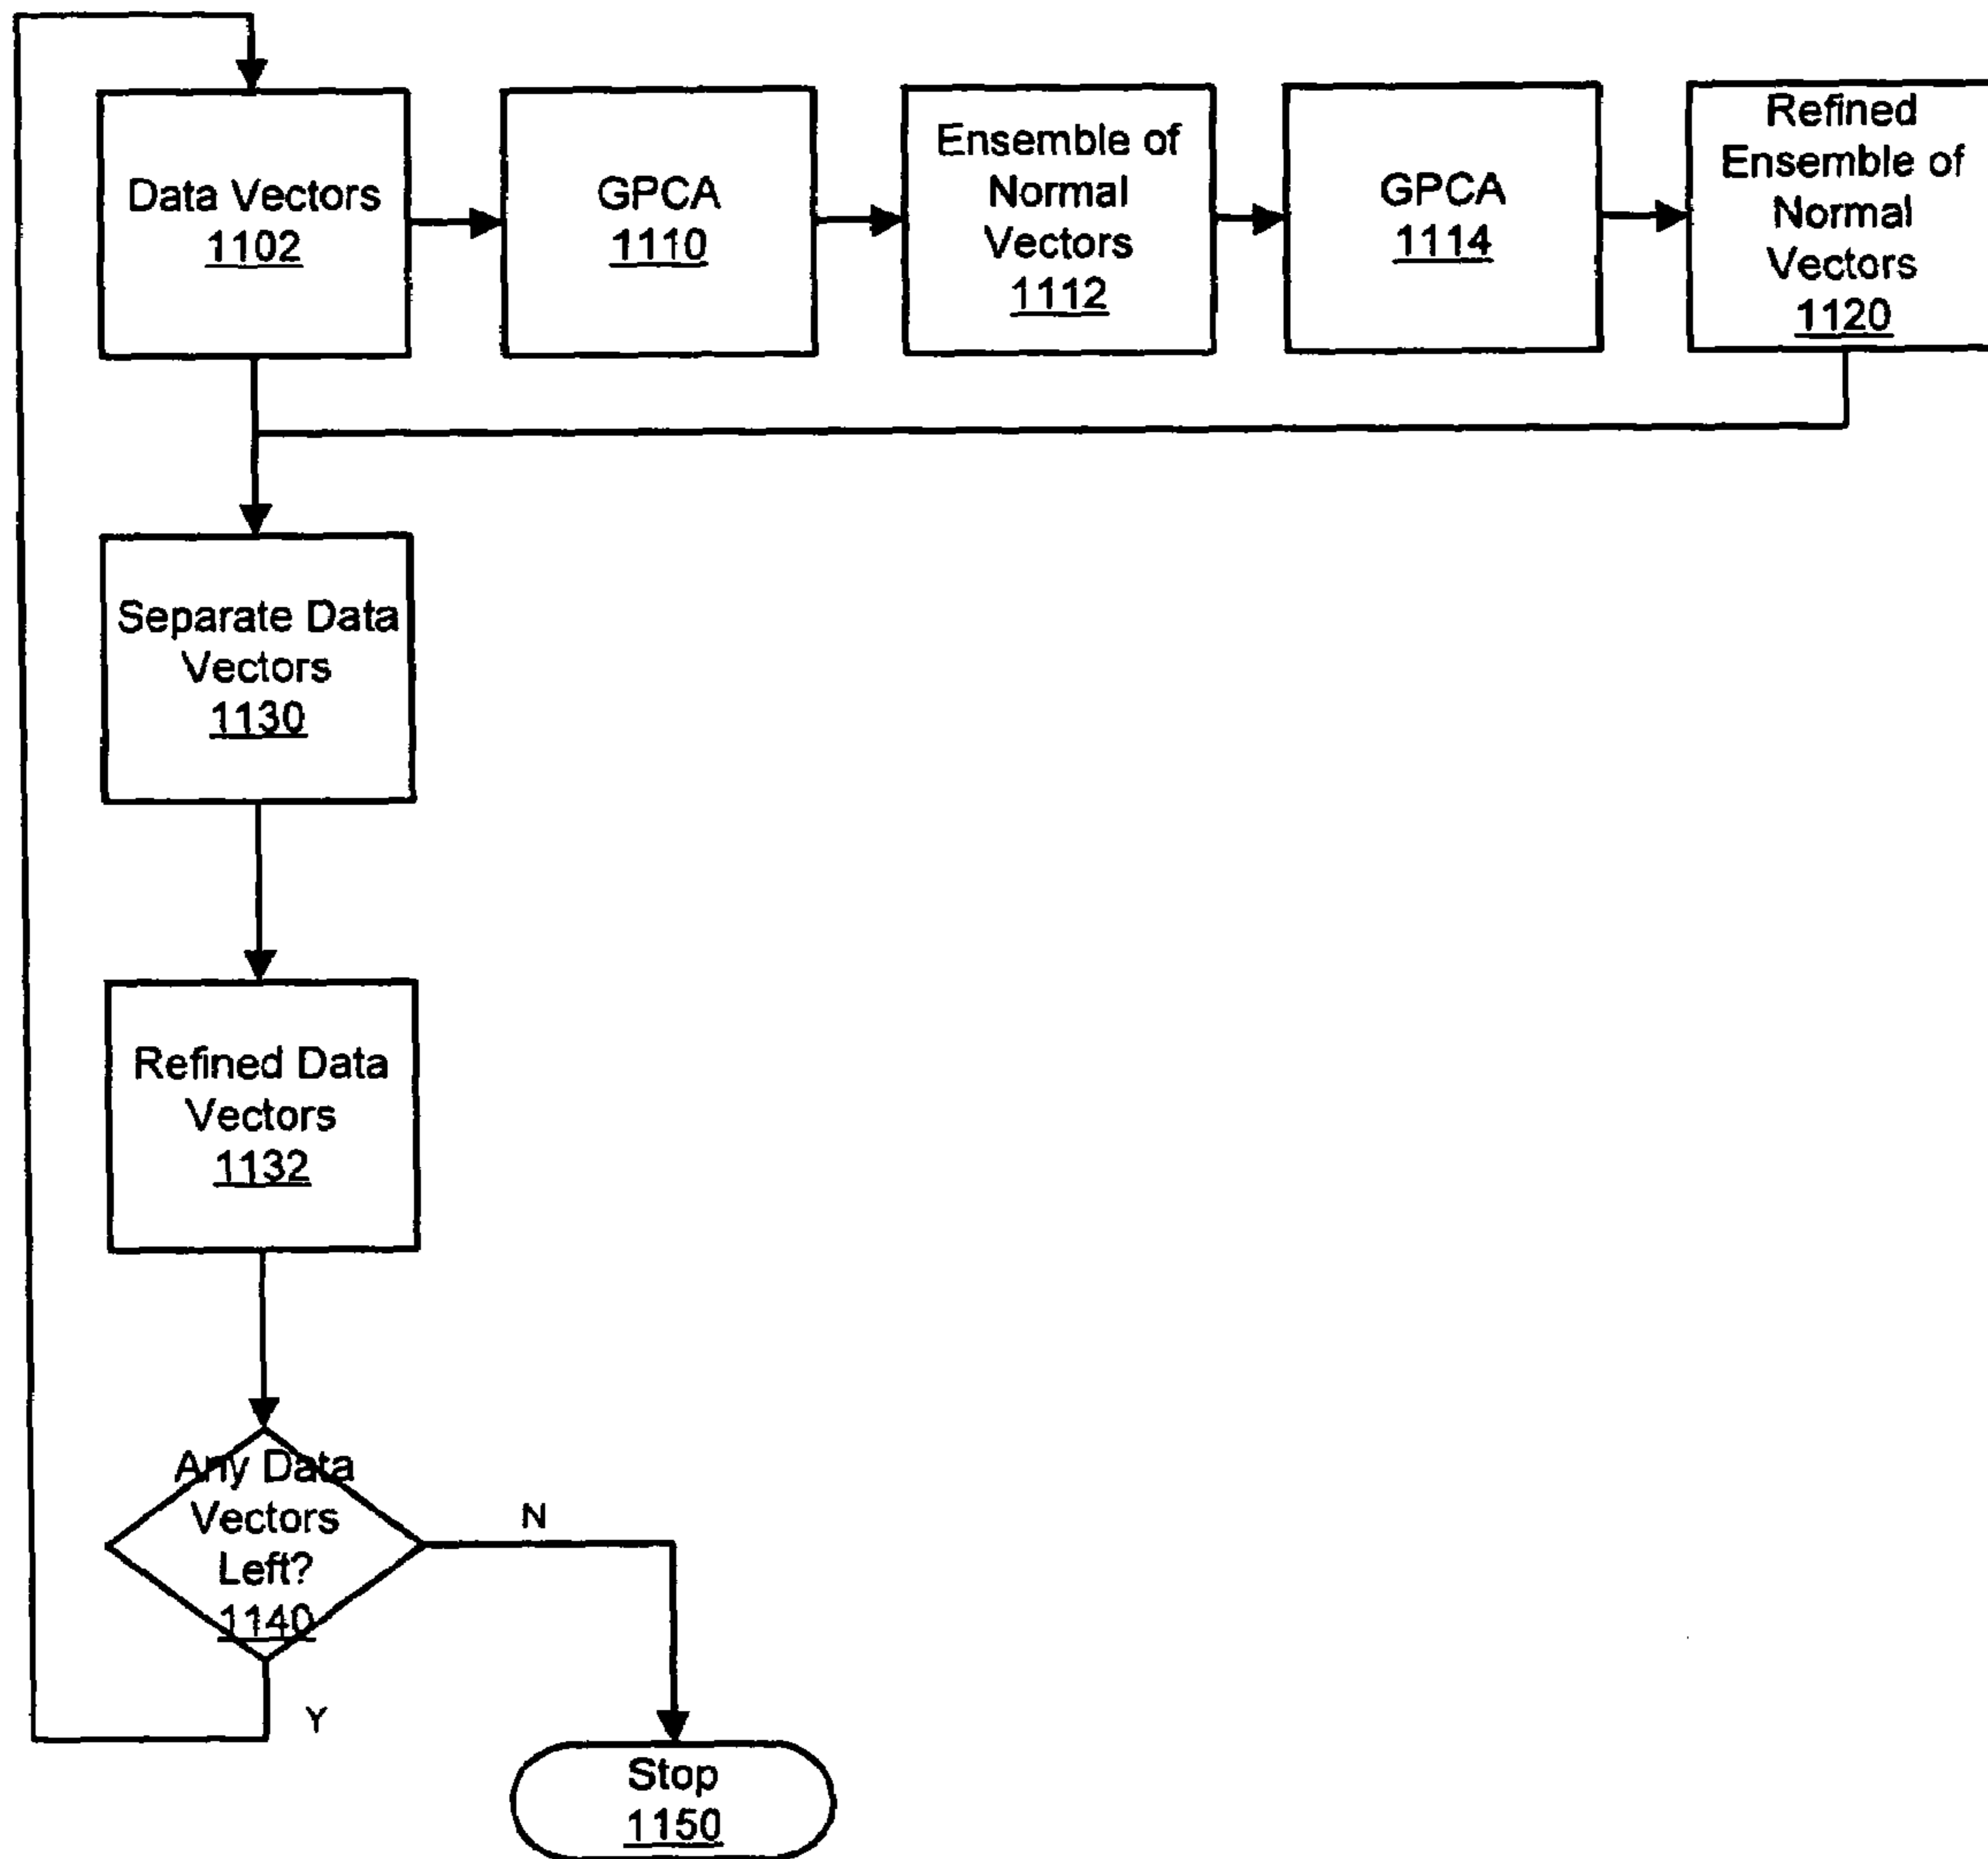 Data Vectors
1102
GPCA
1110
Ensemble of
Normal
Vectors
1112
GPCA
1114
Refined
Ensemble of
Normal
Vectors
1120
Separate Data
Vectors
1130
Refined Data
Vectors
1132
Any Data
Vectors
Left?
1140
N
Y
Stop
1150